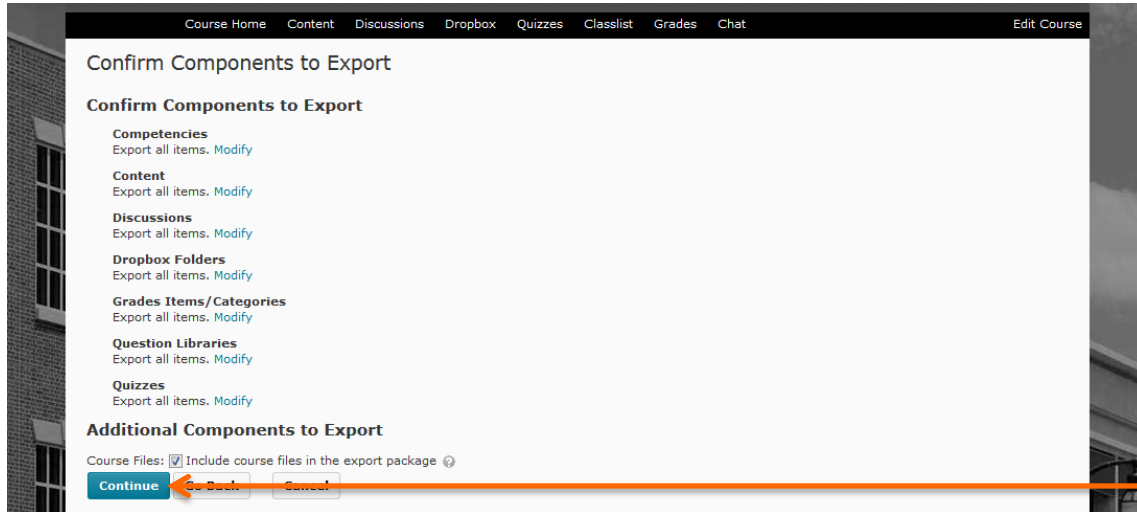 Course Home Content Discussions Dropbox Quizzes Classlist Grades Chat Edit Course
Confirm Components to Export
Confirm Components to Export
Competencies
Export all items. Modify
Content
Export all items. Modify
Discussions
Export all items. Modify
Dropbox Folders
Export all items. Modify
Grades Items/Categories
Export all items. Modify
Question Libraries
Export all items. Modify
Quizzes
Export all items. Modify
Additional Components to Export
Course Files: Include course files in the export package
Continue Go Back Cancel